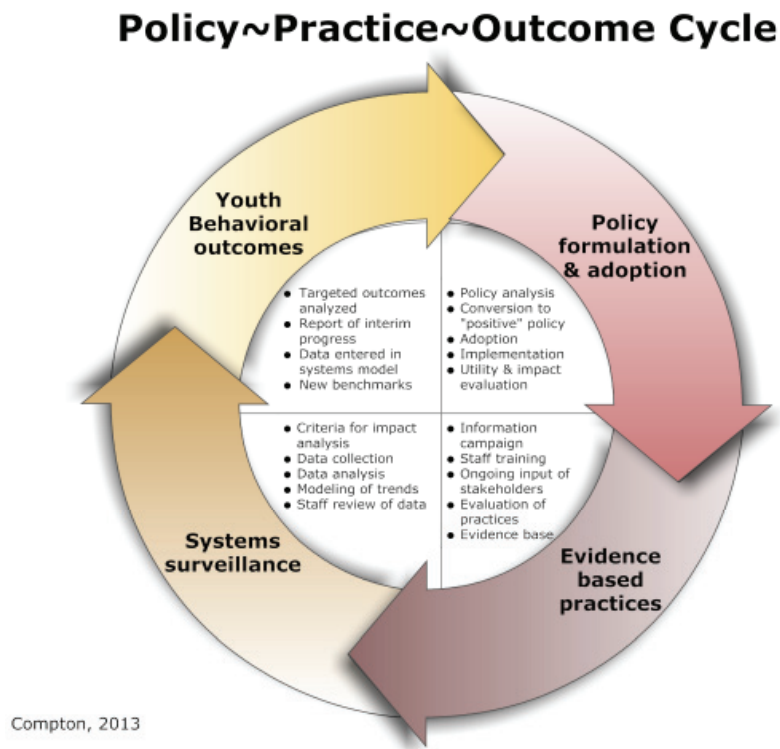 Policy~Practice~Outcome Cycle
Youth
Behavioral
outcomes
Policy
formulation
& adoption
● Targeted outcomes
analyzed
● Report of interim
progress
● Data entered in
systems model
● New benchmarks
● Policy analysis
● Conversion to
"positive" policy
● Adoption
● Implementation
● Utility & impact
evaluation
● Criteria for impact
analysis
● Data collection
● Data analysis
● Modeling of trends
● Staff review of data
● Information
campaign
● Staff training
● Ongoing input of
stakeholders
● Evaluation of
practices
● Evidence base
Systems
surveillance
Evidence
based
practices
Compton, 2013